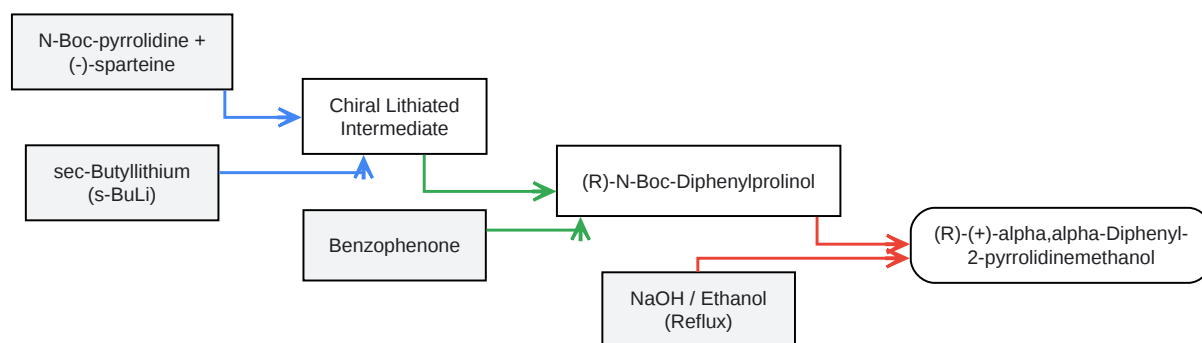 N-Boc-pyrrolidine +
(-)-sparteine
sec-Butyllithium
(s-BuLi)
Chiral Lithiated
Intermediate
Benzophenone
(R)-N-Boc-Diphenylprolinol
NaOH / Ethanol
(Reflux)
(R)-(+)-alpha,alpha-Diphenyl-
2-pyrrolidinemethanol